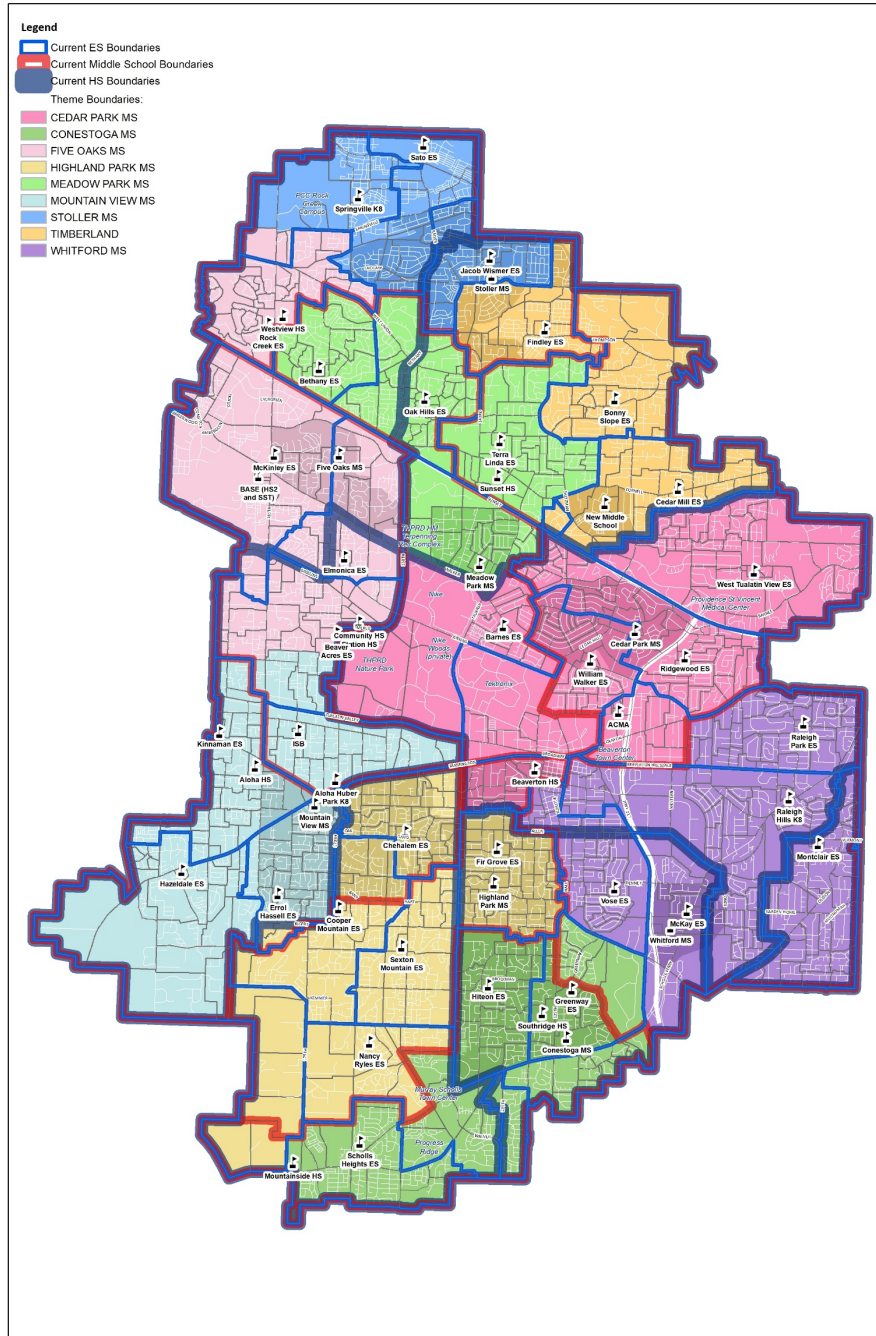 Legend
Current ES Boundaries
Current Middle School Boundaries
Current HS Boundaries
Theme Boundaries:
CEDAR PARK MS
CONESTOGA MS
FIVE OAKS MS
HIGHLAND PARK MS
MEADOW PARK MS
MOUNTAIN VIEW MS
STOLLER MS
TIMBERLAND
WHITFORD MS
Sato ES
PCC Rock
Creek
Campus
Springville K8
Jacob Wismer ES
Stoller MS
Findley ES
Westview HS
Rock
Creek ES
Bethany ES
Oak Hills ES
Bonny
Slope ES
THOMPSON
Terra
Linda ES
Sunset HS
McKinley ES
Five Oaks MS
BASE (HS2
and SST)
Cedar Mill ES
CORNELL
New Middle
School
THPRD HM
Terpenning
Rec Complex
Elmonica ES
Meadow
Park MS
West Tualatin View ES
Providence St Vincent
Medical Center
BARNES
Nike
Community HS
Beaver
Acres ES
Barnes ES
Cedar Park MS
Nike
Woods
(private)
THPRD
Nature Park
William
Walker ES
Ridgewood ES
Tektronix
ACMA
Kinnaman ES
ISB
Beaverton
Town Center
Raleigh
Park ES
Aloha HS
Aloha Huber
Park K8
Beaverton HS
Mountain
View MS
Raleigh
Hills K8
Chehalem ES
Fir Grove ES
ALLEN
Montclair ES
Hazeldale ES
Highland
Park MS
Vose ES
Errol
Hassell ES
Cooper
Mountain ES
HART
McKay ES
Whitford MS
GARDEN HOME
Sexton
Mountain ES
Hiteon ES
Greenway
ES
Southridge HS
Conestoga MS
Nancy
Ryles ES
Murray Scholls
Town Center
Progress
Ridge
WALNUT
Scholls
Heights ES
Mountainside HS